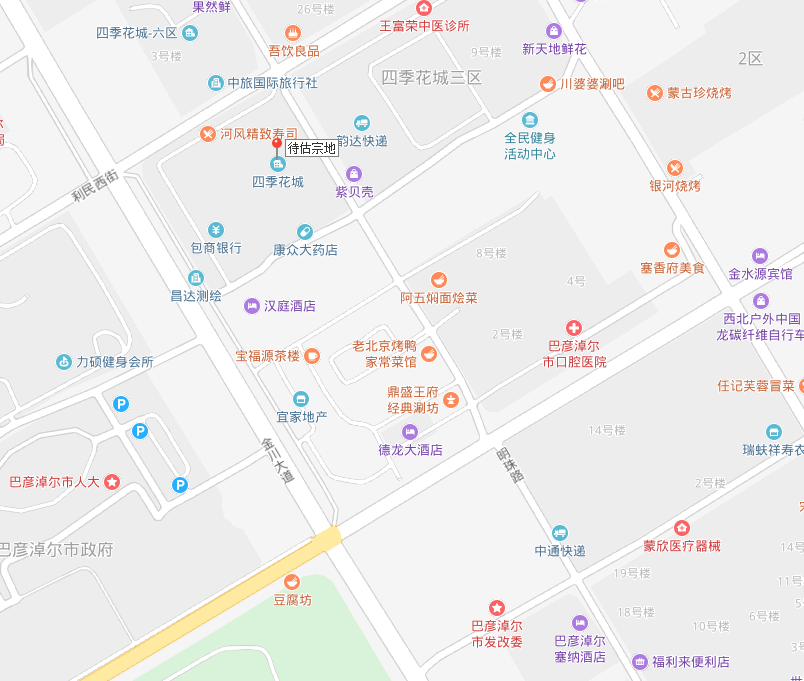 果然鲜
26号楼
王富荣中医诊所
四季花城-六区
3号楼
吾饮良品
9号楼
新天地鲜花
2区
中旅国际旅行社
四季花城三区
川婆婆涮吧
蒙古珍烧烤
河风精致寿司
韵达快递
待估宗地
全民健身
活动中心
四季花城
紫贝壳
银河烧烤
利民西街
包商银行
康众大药店
8号楼
塞香府美食
金水源宾馆
昌达测绘
4号
汉庭酒店
阿五焖面烩菜
西北户外中国
龙碳纤维自行车
2号楼
老北京烤鸭
家常菜馆
巴彦淖尔
市口腔医院
宝福源茶楼
力硕健身会所
任记芙蓉冒菜
鼎盛王府
经典涮坊
P
宜家地产
P
14号楼
德龙大酒店
金川大道
明珠路
瑞蚨祥寿衣
巴彦淖尔市人大
P
2号楼
巴彦淖尔市政府
中通快递
蒙欣医疗器械
14号
19号楼
11号
豆腐坊
巴彦淖尔
市发改委
18号楼
6号楼
10号楼
巴彦淖尔
塞纳酒店
福利来便利店